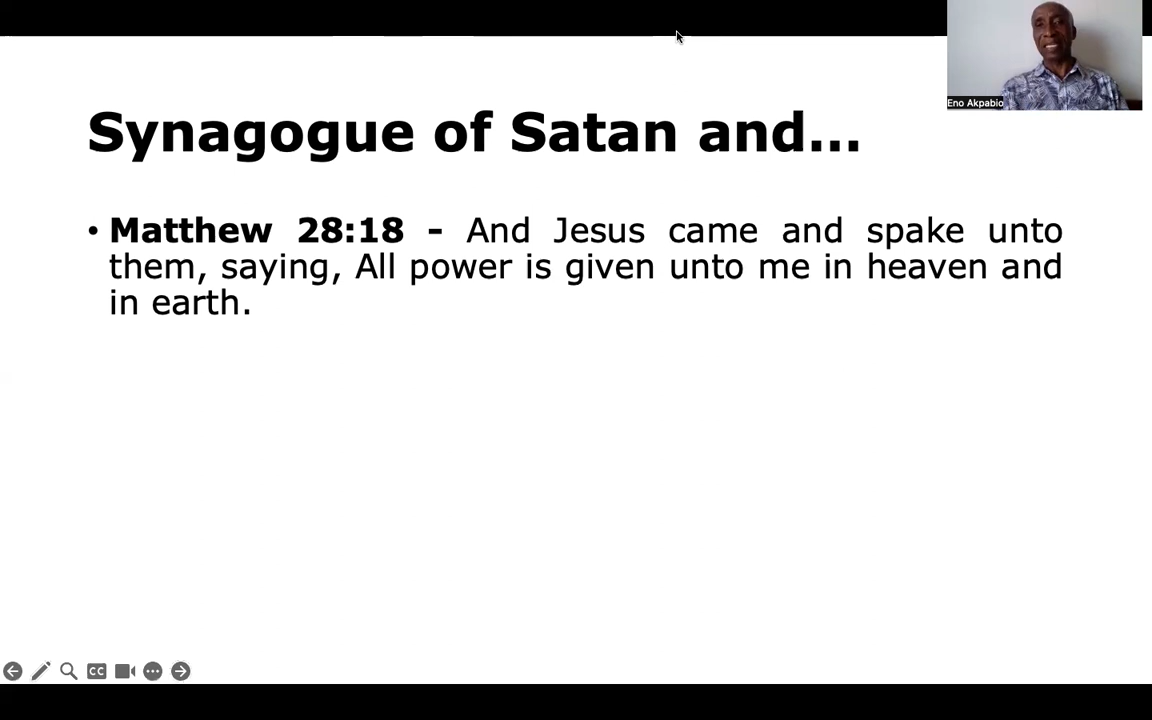 Eno Akpabio
Synagogue of Satan and...
• Matthew 28:18 - And Jesus came and spake unto
them, saying, All power is given unto me in heaven and
in earth.
CC